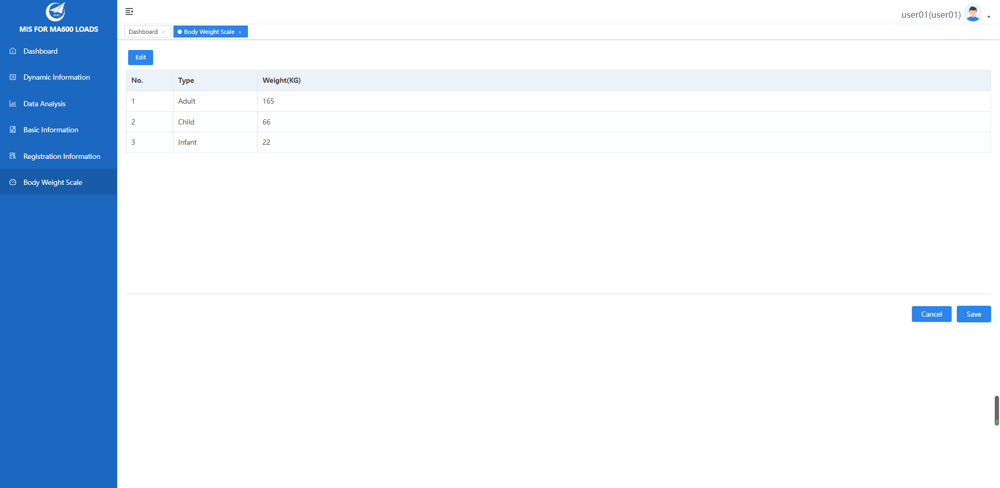 AVIC
MIS FOR MA600 LOADS
Dashboard
Dynamic Information
Data Analysis
Basic Information
Registration Information
Body Weight Scale
user01(user01)
Dashboard ×
Body Weight Scale ×
Edit
No. Type Weight(KG)
1 Adult 165
2 Child 66
3 Infant 22
Cancel Save